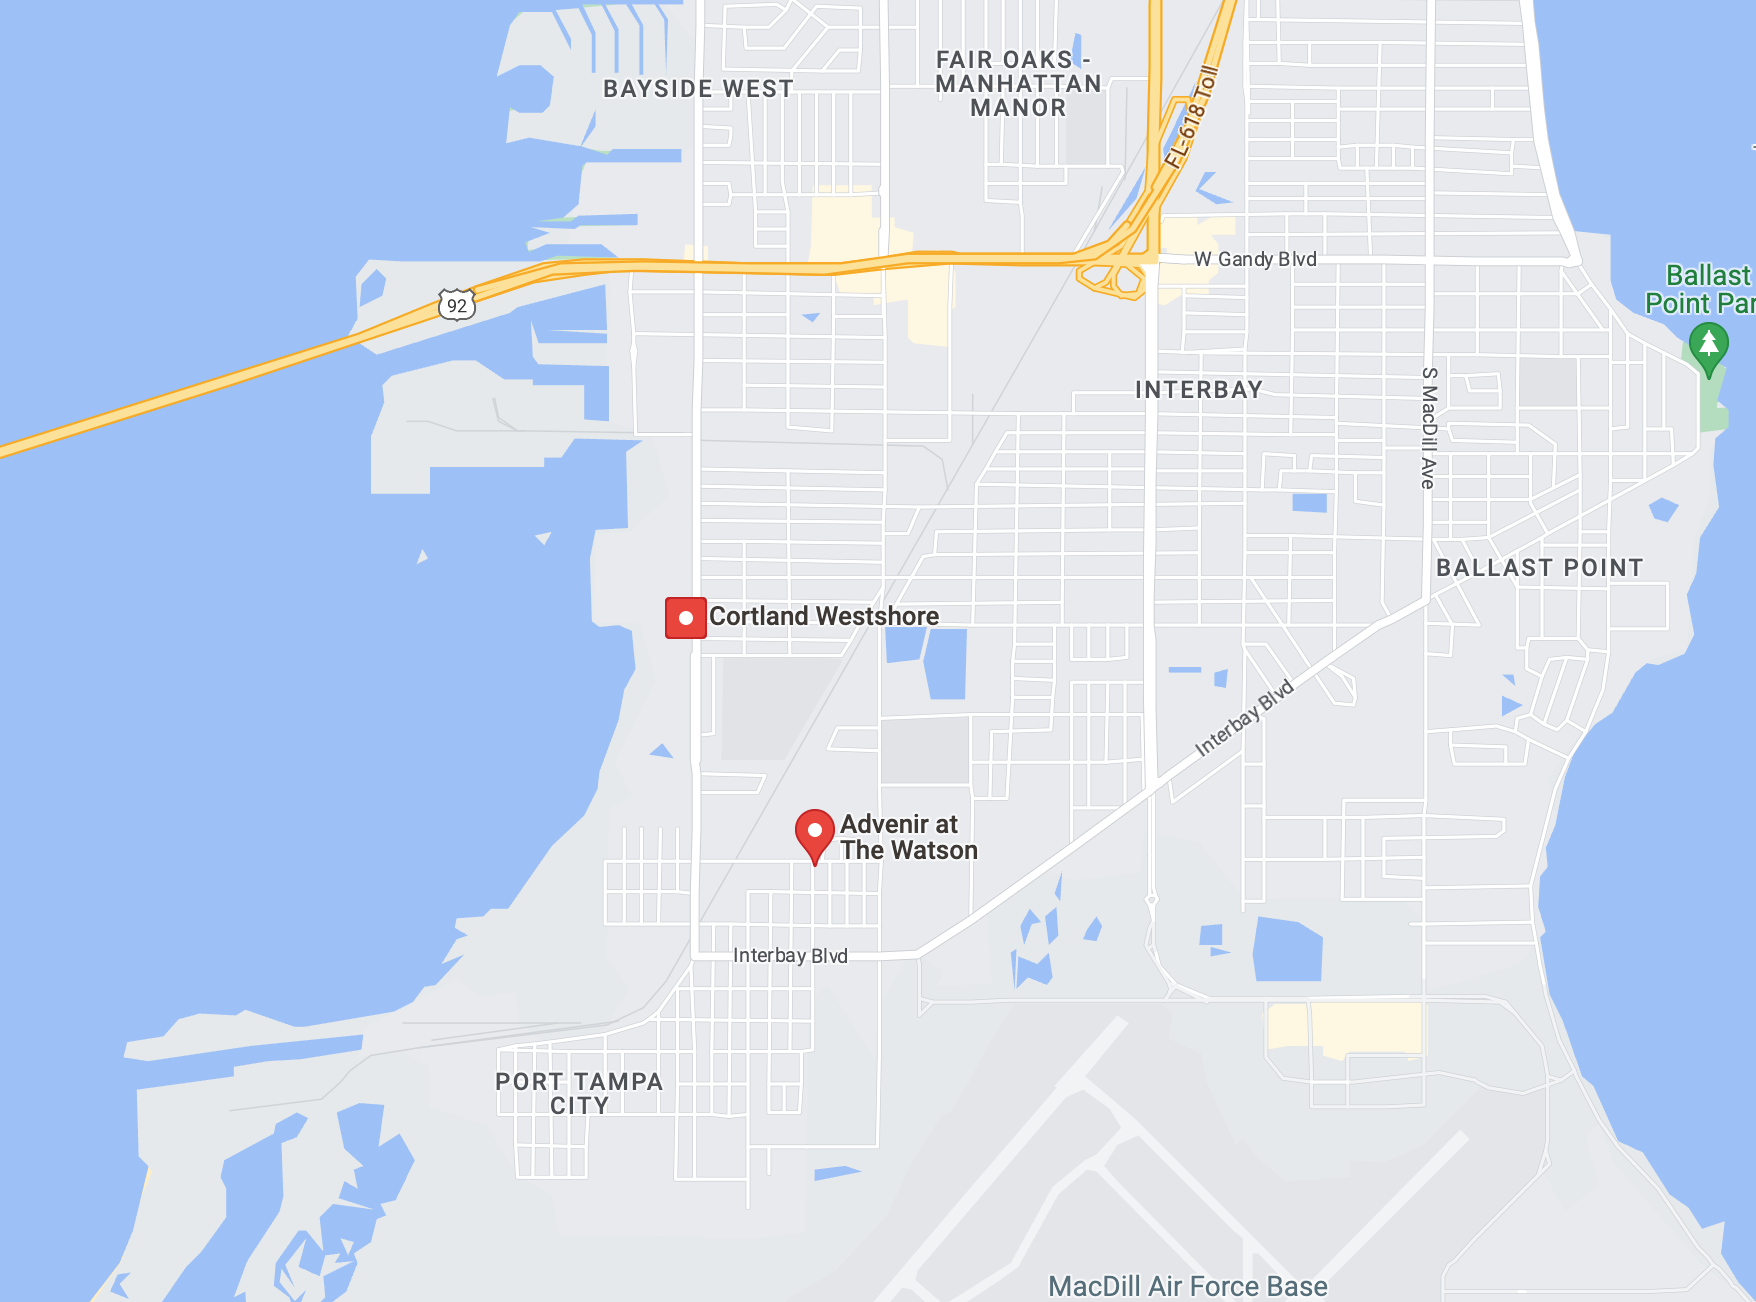 BAYSIDE WEST
FAIR OAKS -
MANHATTAN
MANOR
FL-618 Toll
W Gandy Blvd
Ballast
Point Par
92
INTERBAY
S MacDill Ave
BALLAST POINT
Cortland Westshore
Interbay Blvd
Advenir at
The Watson
Interbay Blvd
PORT TAMPA
CITY
MacDill Air Force Base